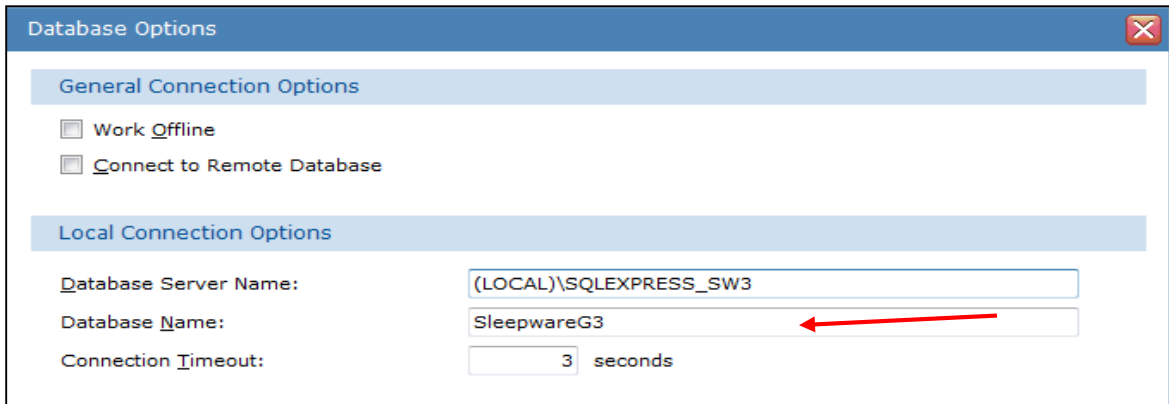 Database Options
General Connection Options
Work Offline
Connect to Remote Database
Local Connection Options
Database Server Name: (LOCAL)\SQLEXPRESS_SW3
Database Name: SleepwareG3
Connection Timeout: 3 seconds